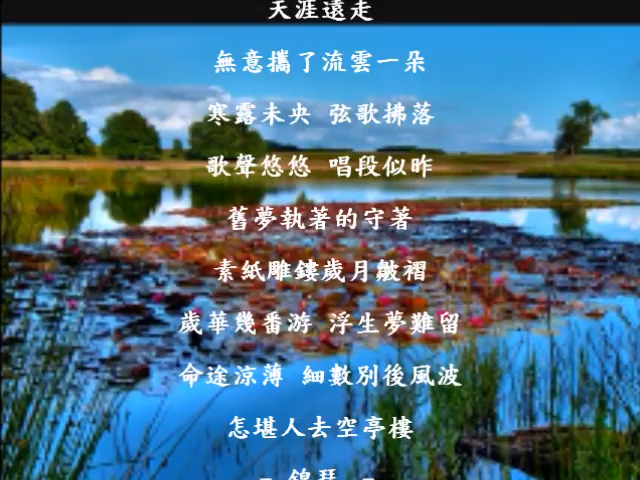 天涯遠走
無意攜了流雲一朵
寒露未央 弦歌拂落
歌聲悠悠 唱段似昨
舊夢執著的守著
素紙雕鏤歲月皺褶
歲華幾番游 浮生夢難留
命途涼薄 細數別後風波
怎堪人去空亭樓
- 錦瑟 -